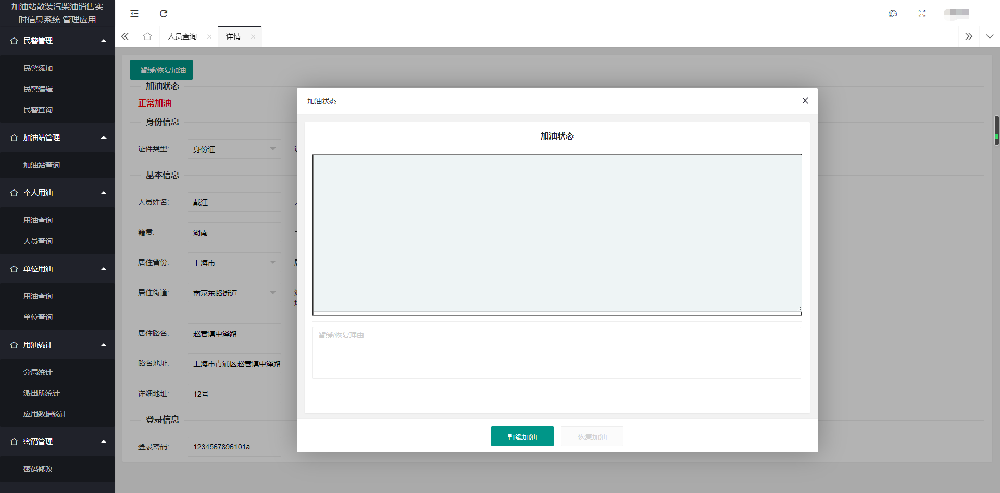 加油站散装汽柴油销售实
时信息系统 管理应用
民警管理
民警添加
民警编辑
民警查询
加油站管理
加油站查询
个人用油
用油查询
人员查询
单位用油
用油查询
单位查询
用油统计
分局统计
派出所统计
应用数据统计
密码管理
密码修改
人员查询
详情
暂缓/恢复加油
加油状态
正常加油
身份信息
证件类型:
身份证
基本信息
人员姓名:
戴江
籍贯:
湖南
居住省份:
上海市
居住街道:
南京东路街道
居住路名:
赵巷镇中泽路
路名地址:
上海市青浦区赵巷镇中泽路
详细地址:
12号
登录信息
登录密码:
1234567896101a
加油状态
加油状态
暂缓/恢复理由
暂缓加油
恢复加油